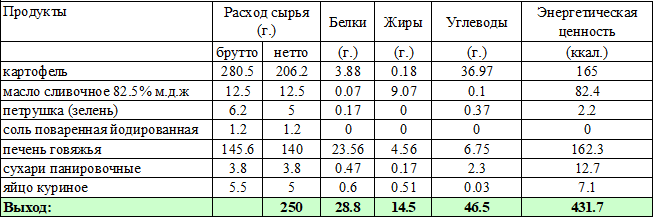 Продукты Расход сырья Белки Жиры Углеводы Энергетическая
(г.) ценность
брутто нетто (г.) (г.) (г.) (ккал.)
картофель 280.5 206.2 3.88 0.18 36.97 165
масло сливочное 82.5% м.д.ж 12.5 12.5 0.07 9.07 0.1 82.4
петрушка (зелень) 6.2 5 0.17 0 0.37 2.2
соль поваренная йодированная 1.2 1.2 0 0 0 0
печень говяжья 145.6 140 23.56 4.56 6.75 162.3
сухари панировочные 3.8 3.8 0.47 0.17 2.3 12.7
яйцо куриное 5.5 5 0.6 0.51 0.03 7.1
Выход: 250 28.8 14.5 46.5 431.7